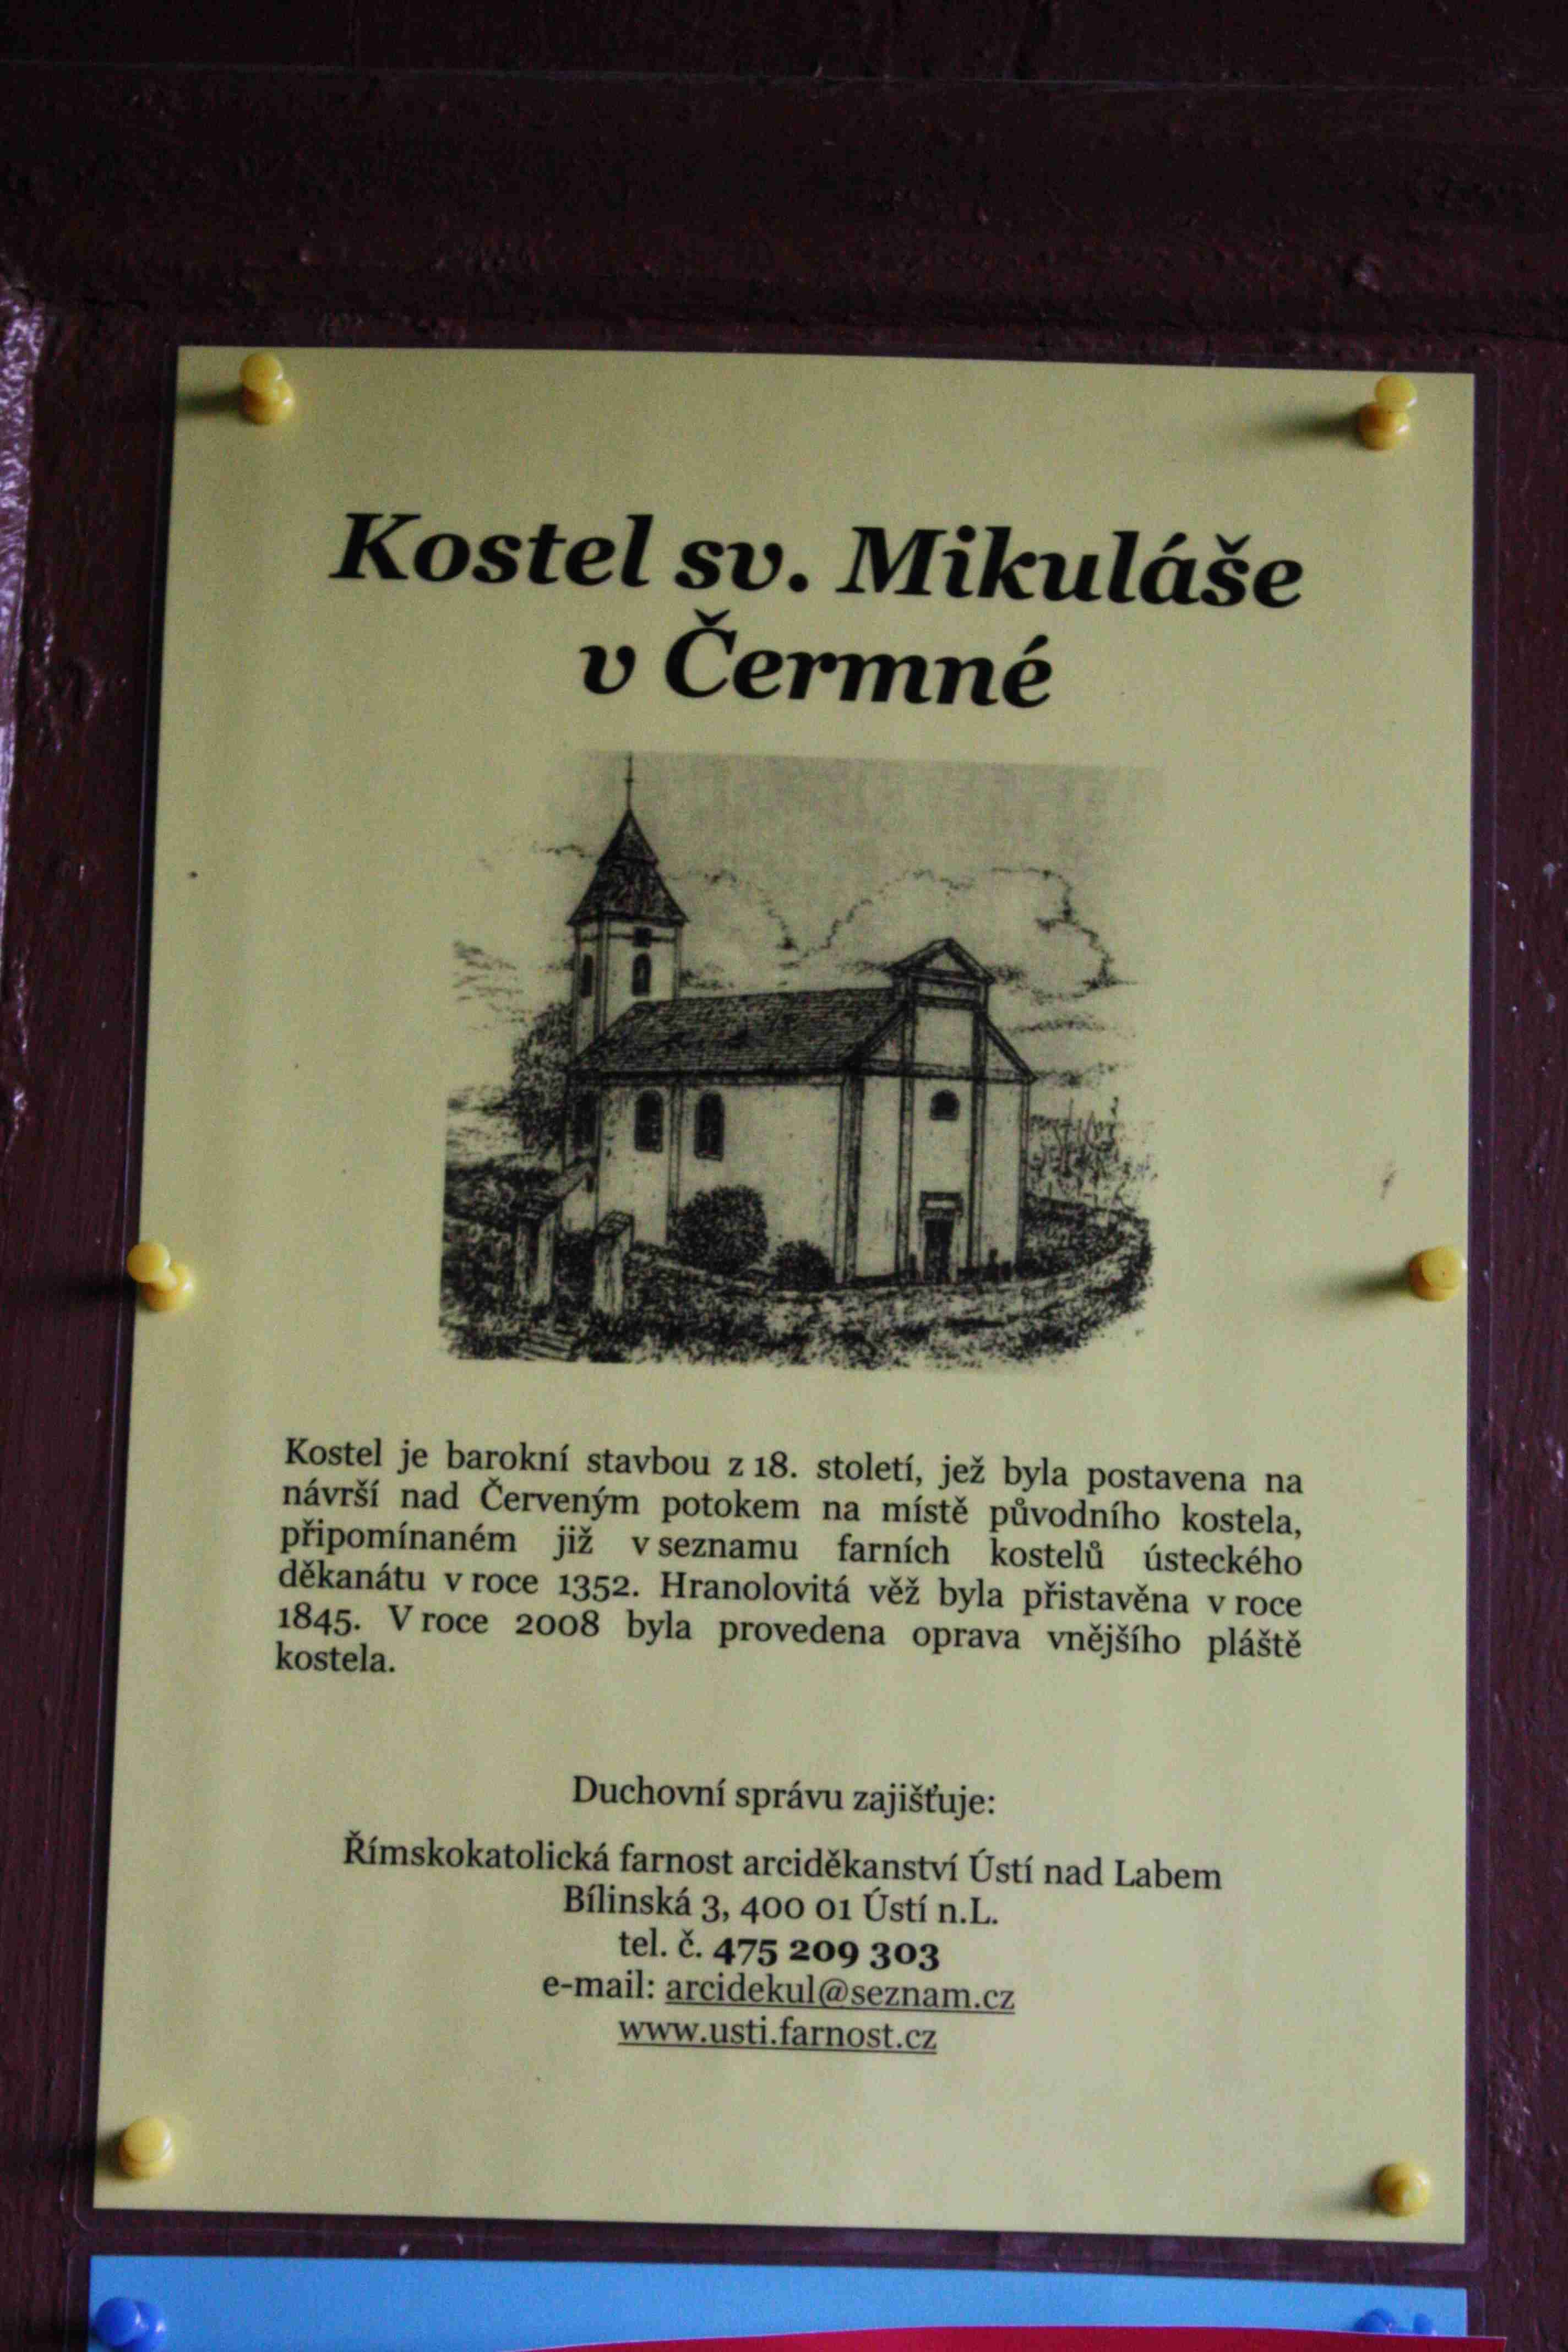 Kostel sv. Mikuláše
v Čermné
Kostel je barokní stavbou z 18. století, jež byla postavena na
návrší nad Červeným potokem na místě původního kostela,
připomínaném již v seznamu farních kostelů ústeckého
děkanátu v roce 1352. Hranolovitá věž byla přistavěna v roce
1845. V roce 2008 byla provedena oprava vnějšího pláště
kostela.
Duchovní správu zajišťuje:
Římskokatolická farnost arciděkanství Ústí nad Labem
Bílinská 3, 400 01 Ústí n.L.
tel. č. 475 209 303
e-mail: arcidekul@seznam.cz
www.usti.farnost.cz